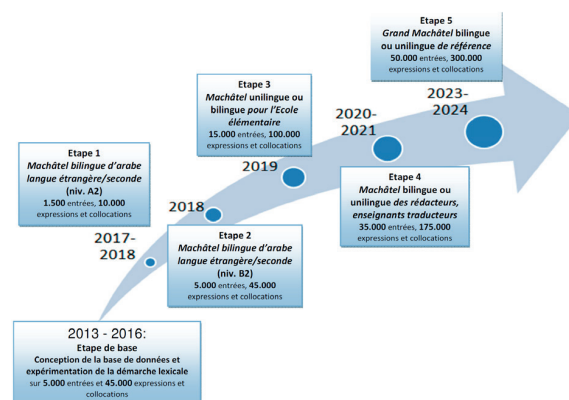 Etape 5
Grand Machâtel bilingue
ou unilingue de référence
50.000 entrées, 300.000
expressions et collocations
Etape 3
Machâtel unilingue ou
bilingue pour l'Ecole
élémentaire
15.000 entrées, 100.000
expressions et collocations
2023-
2024
2020-
2021
2019
Etape 1
Machâtel bilingue d'arabe
langue étrangère/seconde
(niv. A2)
1.500 entrées, 10.000
expressions et collocations
Etape 4
Machâtel bilingue ou
unilingue des rédacteurs,
enseignants traducteurs
35.000 entrées, 175.000
expressions et collocations
2018
2017-
2018
Etape 2
Machâtel bilingue d'arabe
langue étrangère/seconde
(niv. B2)
5.000 entrées, 45.000
expressions et collocations
2013 - 2016:
Etape de base
Conception de la base de données et
expérimentation de la démarche lexicale
sur 5.000 entrées et 45.000 expressions et
collocations